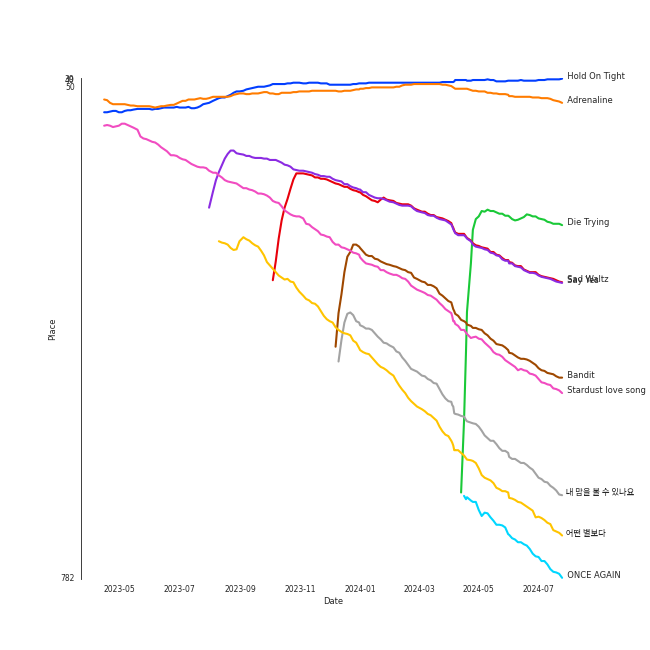 50
Hold On Tight
Adrenaline
Die Trying
Sad Waltz
Say Yes
Place
Bandit
Stardust love song
내 맘을 볼 수 있나요
어떤 별보다
782
ONCE AGAIN
2023-05
2023-07
2023-09
2023-11
2024-01
2024-03
2024-05
2024-07
Date